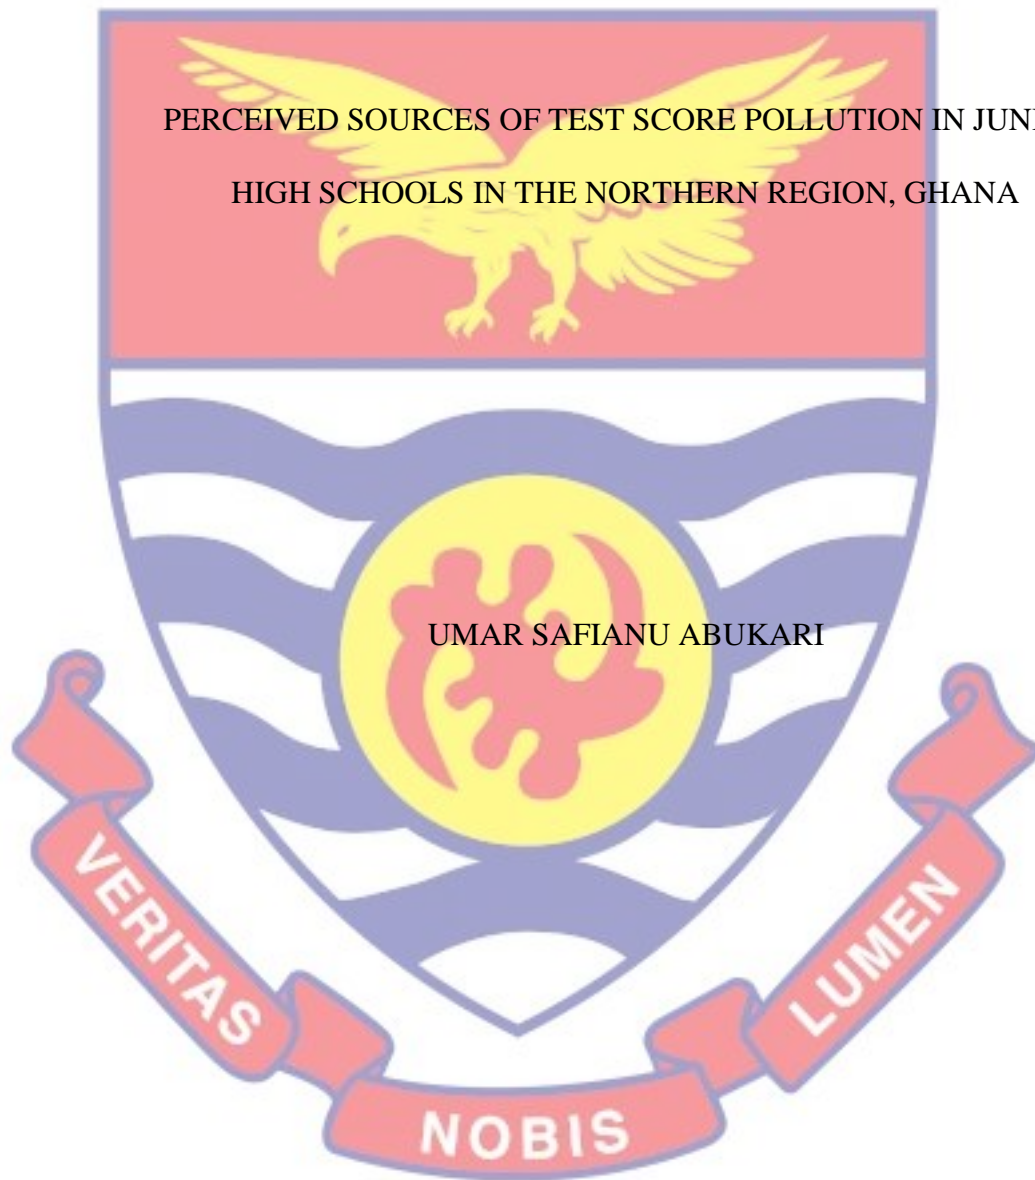 PERCEIVED SOURCES OF TEST SCORE POLLUTION IN JUN
HIGH SCHOOLS IN THE NORTHERN REGION, GHANA
UMAR SAFIANU ABUKARI
VERITAS
NOBIS
LUMEN